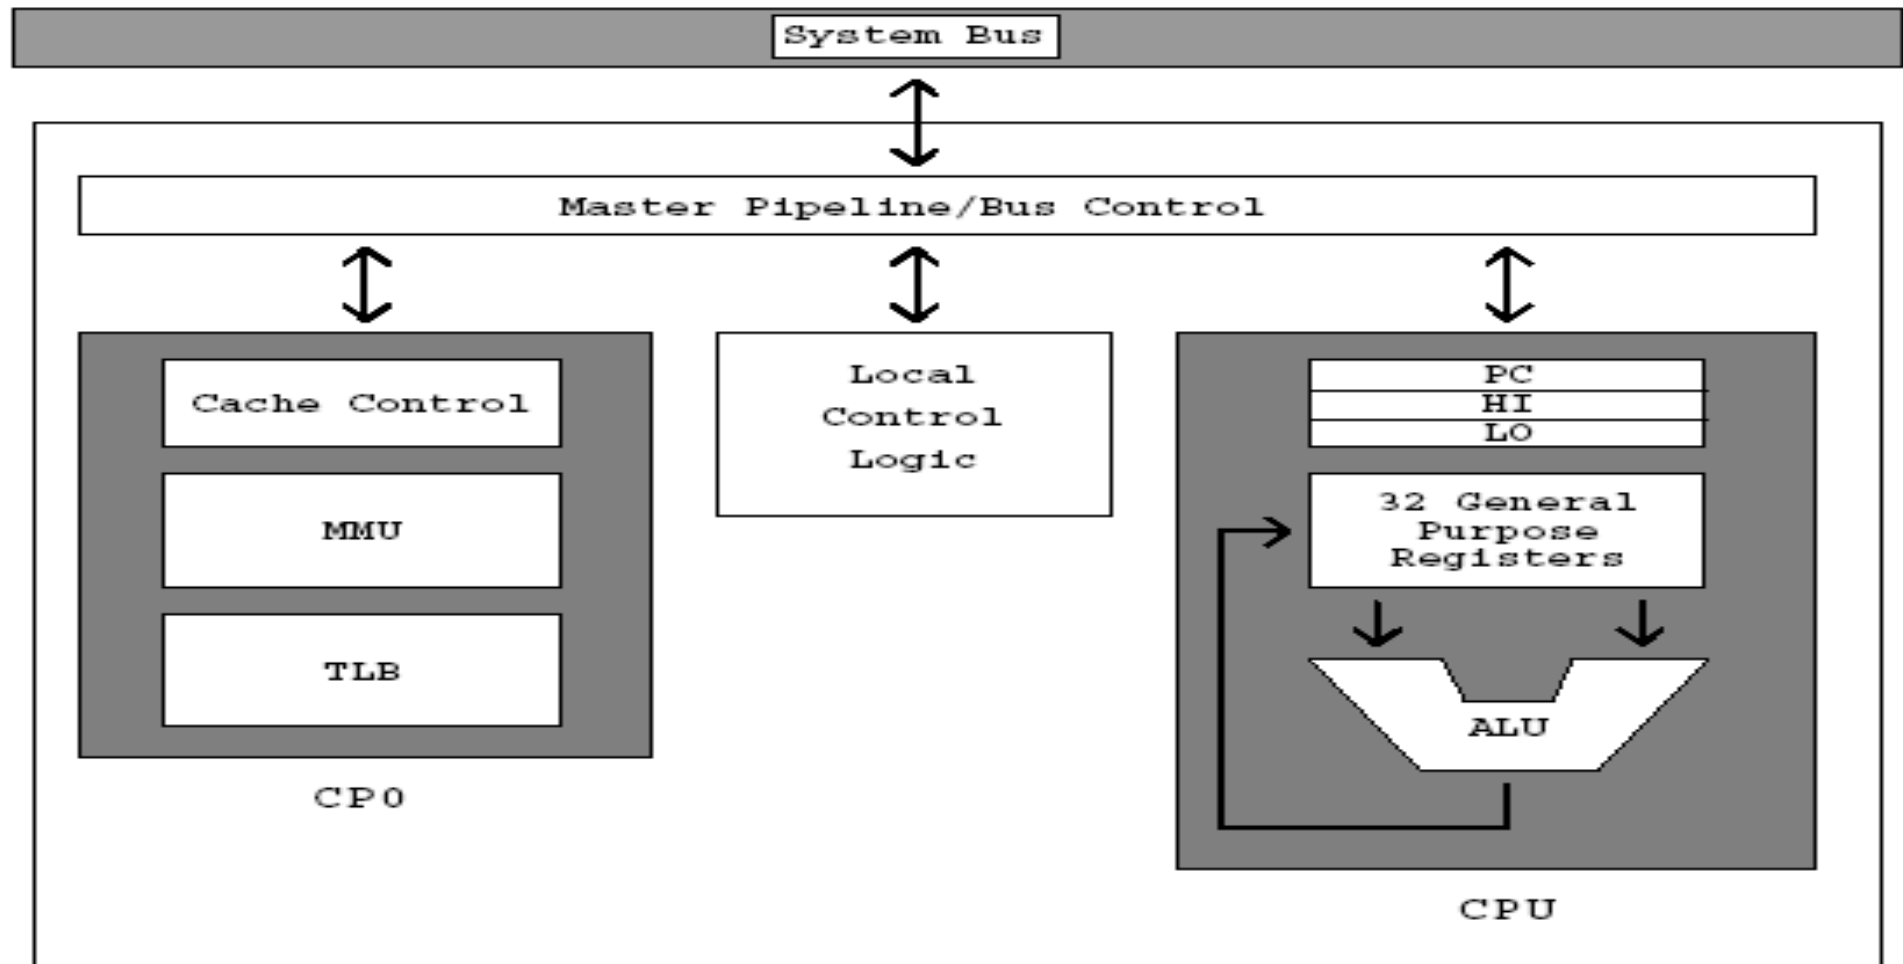 System Bus
Master Pipeline/Bus Control
Cache Control
MMU
TLB
CP0
Local
Control
Logic
PC
HI
LO
32 General
Purpose
Registers
ALU
CPU